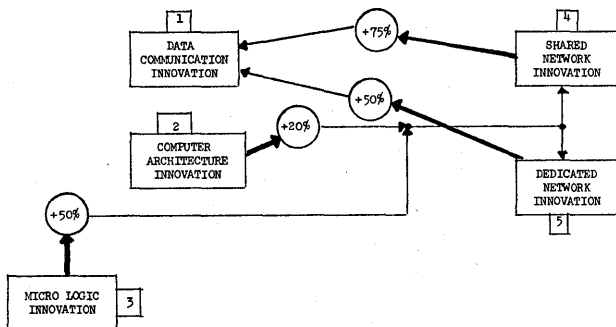 1
DATA
COMMUNICATION
INNOVATION
+75%
4
SHARED
NETWORK
INNOVATION
+50%
2
COMPUTER
ARCHITECTURE
INNOVATION
+20%
DEDICATED
NETWORK
INNOVATION
5
+50%
MICRO LOGIC
INNOVATION
3